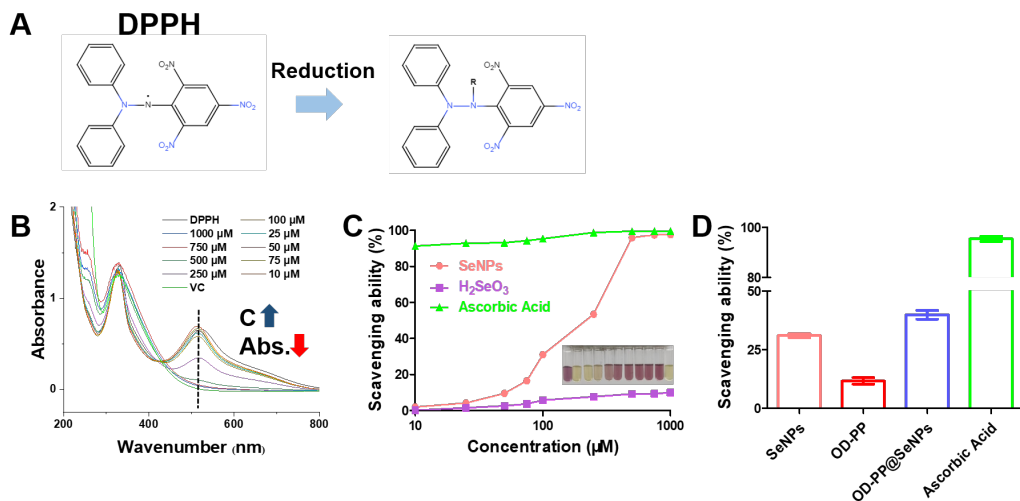 A
DPPH
O₂N
NO₂
N
N
O₂N
Reduction
O₂N
R
NO₂
N
N
O₂N
B
2
1
0
Absorbance
DPPH
1000 µM
750 µM
500 µM
250 µM
VC
100 µM
25 µM
50 µM
75 µM
10 µM
C
Abs.
200
400
600
800
Wavenumber (nm)
C
100
80
60
40
20
0
Scavenging ability (%)
SeNPs
H₂SeO₃
Ascorbic Acid
10
100
1000
Concentration (µM)
D
100
80
50
25
0
Scavenging ability (%)
SeNPs
OD-PP
OD-PP@SeNPs
Ascorbic Acid